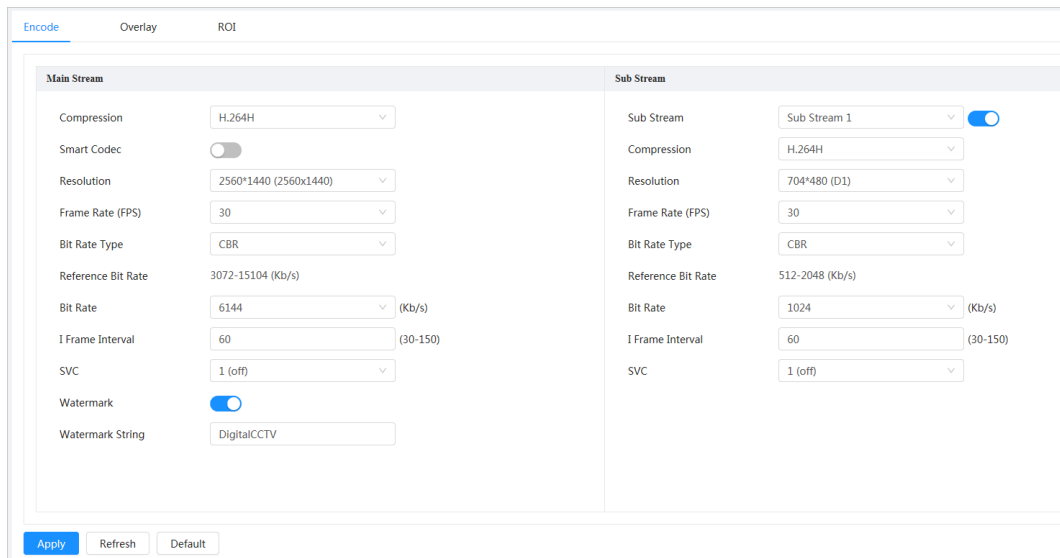 Encode Overlay ROI
Main Stream
Compression H.264H
Smart Codec
Resolution 2560*1440 (2560x1440)
Frame Rate (FPS) 30
Bit Rate Type CBR
Reference Bit Rate 3072-15104 (Kb/s)
Bit Rate 6144 (Kb/s)
I Frame Interval 60 (30-150)
SVC 1 (off)
Watermark
Watermark String DigitalCCTV
Sub Stream
Sub Stream Sub Stream 1
Compression H.264H
Resolution 704*480 (D1)
Frame Rate (FPS) 30
Bit Rate Type CBR
Reference Bit Rate 512-2048 (Kb/s)
Bit Rate 1024 (Kb/s)
I Frame Interval 60 (30-150)
SVC 1 (off)
Apply Refresh Default